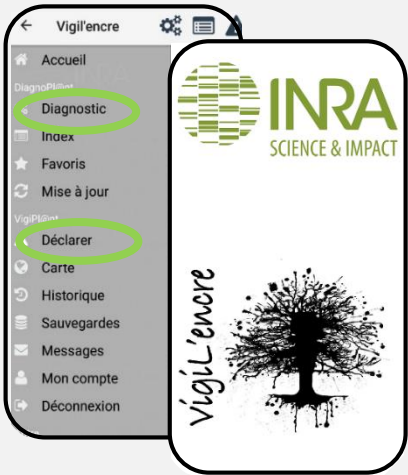 Vigil'encre
Accueil
DiagnoPl@nt
Diagnostic
Index
Favoris
Mise à jour
VigiPl@nt
Déclarer
Carte
Historique
Sauvegardes
Messages
Mon compte
Déconnexion
INRA
SCIENCE & IMPACT
VigiL'encre